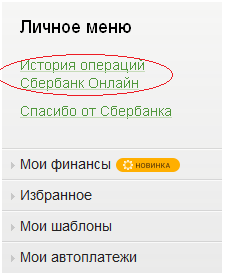 Личное меню
История операций
Сбербанк Онлайн
Спасибо от Сбербанка
Мои финансы НОВИНКА
Избранное
Мои шаблоны
Мои автоплатежи